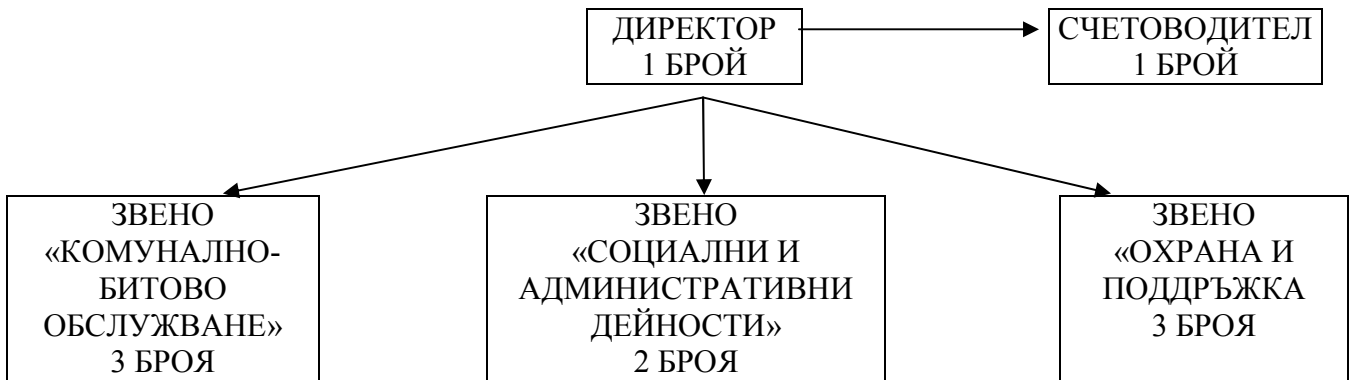 ДИРЕКТОР
1 БРОЙ
СЧЕТОВОДИТЕЛ
1 БРОЙ
ЗВЕНО
«КОМУНАЛНО-
БИТОВО
ОБСЛУЖВАНЕ»
3 БРОЯ
ЗВЕНО
«СОЦИАЛНИ И
АДМИНИСТРАТИВНИ
ДЕЙНОСТИ»
2 БРОЯ
ЗВЕНО
«ОХРАНА И
ПОДДРЪЖКА
3 БРОЯ